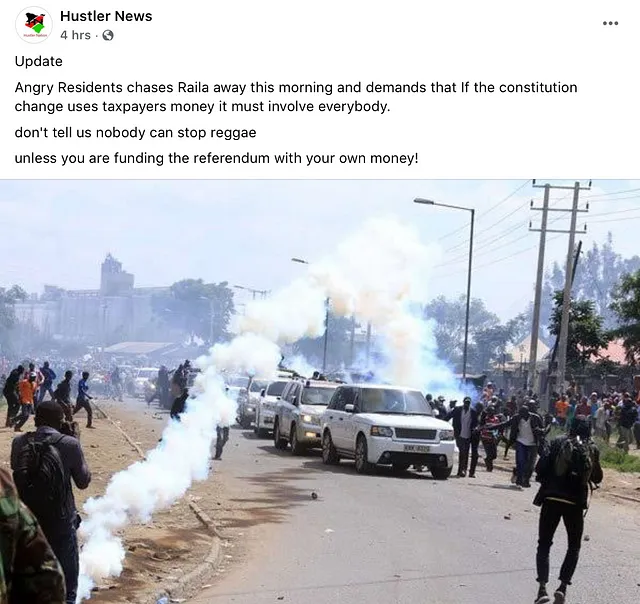 Hustler News
4 hrs ·
Update
Angry Residents chases Raila away this morning and demands that If the constitution
change uses taxpayers money it must involve everybody.
don't tell us nobody can stop reggae
unless you are funding the referendum with your own money!